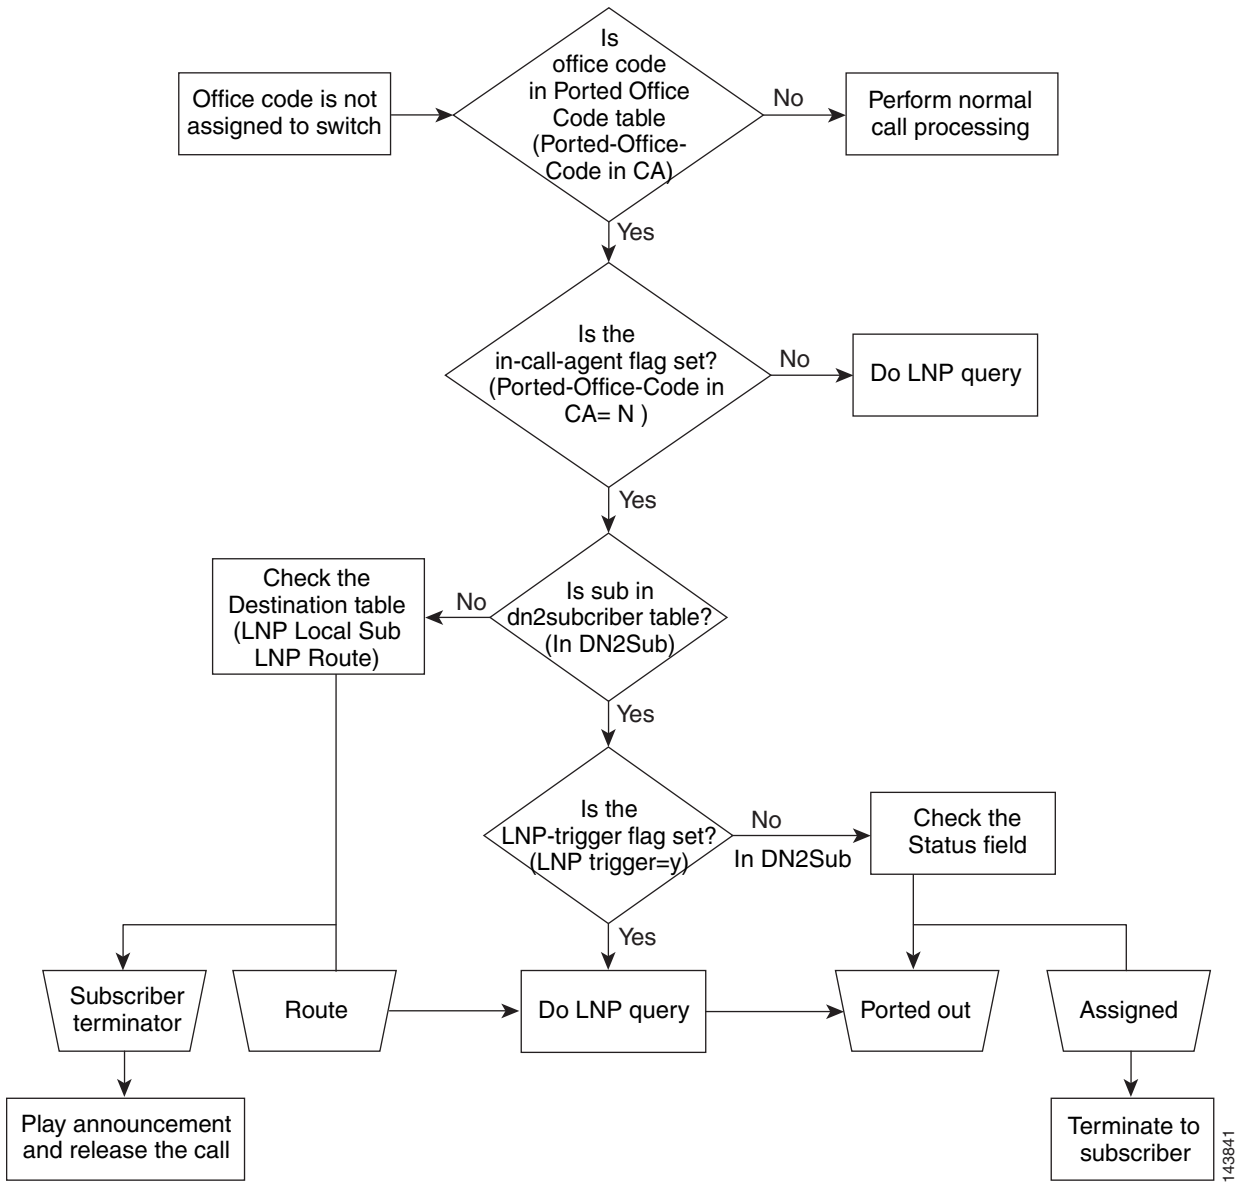 Is
office code
in Ported Office
Code table
(Ported-Office-
Code in CA)
Office code is not
assigned to switch
No
Perform normal
call processing
Yes
Is the
in-call-agent flag set?
(Ported-Office-Code in
CA= N )
No
Do LNP query
Yes
Is sub in
dn2subcriber table?
(In DN2Sub)
No
Check the
Destination table
(LNP Local Sub
LNP Route)
Yes
Is the
LNP-trigger flag set?
(LNP trigger=y)
No
In DN2Sub
Check the
Status field
Yes
Subscriber
terminator
Route
Do LNP query
Ported out
Assigned
Play announcement
and release the call
Terminate to
subscriber
143841